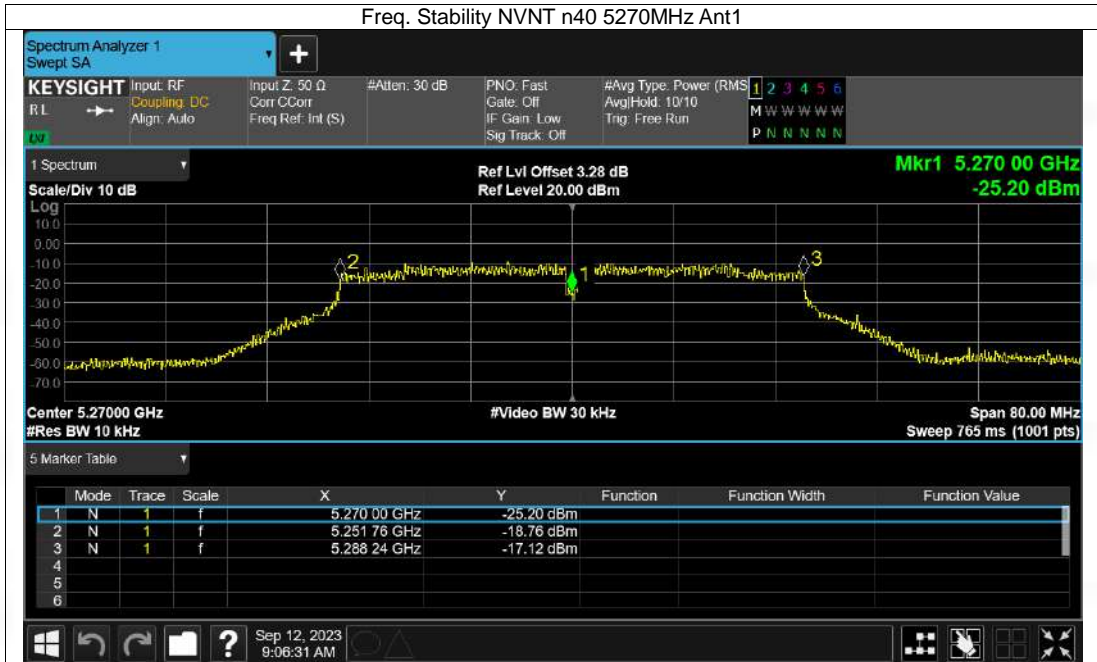 Freq. Stability NVNT n40 5270MHz Ant1
Spectrum Analyzer 1
Swept SA
+
KEYSIGHT
R L
LXI
Input: RF
Coupling: DC
Align: Auto
Input Z: 50 Ω
Corr CCorr
Freq Ref: Int (S)
#Atten: 30 dB
PNO: Fast
Gate: Off
IF Gain: Low
Sig Track: Off
#Avg Type: Power (RMS
Avg|Hold: 10/10
Trig: Free Run
1 2 3 4 5 6
M W W W W W
P N N N N N
1 Spectrum
Scale/Div 10 dB
Ref Lvl Offset 3.28 dB
Ref Level 20.00 dBm
Mkr1 5.270 00 GHz
-25.20 dBm
Log
10.0
0.00
-10.0
-20.0
-30.0
-40.0
-50.0
-60.0
-70.0
2
1
3
Center 5.27000 GHz
#Video BW 30 kHz
Span 80.00 MHz
#Res BW 10 kHz
Sweep 765 ms (1001 pts)
5 Marker Table
Mode Trace Scale X Y Function Function Width Function Value
1 N 1 f 5.270 00 GHz -25.20 dBm
2 N 1 f 5.251 76 GHz -18.76 dBm
3 N 1 f 5.288 24 GHz -17.12 dBm
4
5
6
?
Sep 12, 2023
9:06:31 AM